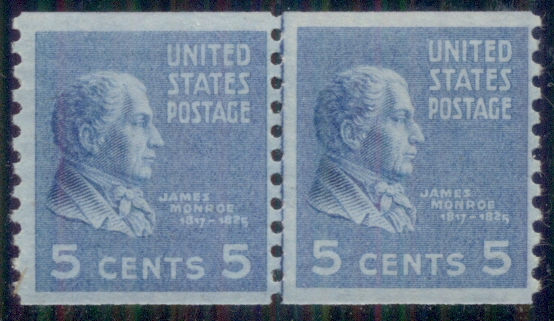 UNITED
STATES
POSTAGE
JAMES
MONROE
1817-1825
5 CENTS 5
UNITED
STATES
POSTAGE
JAMES
MONROE
1817-1825
5 CENTS 5